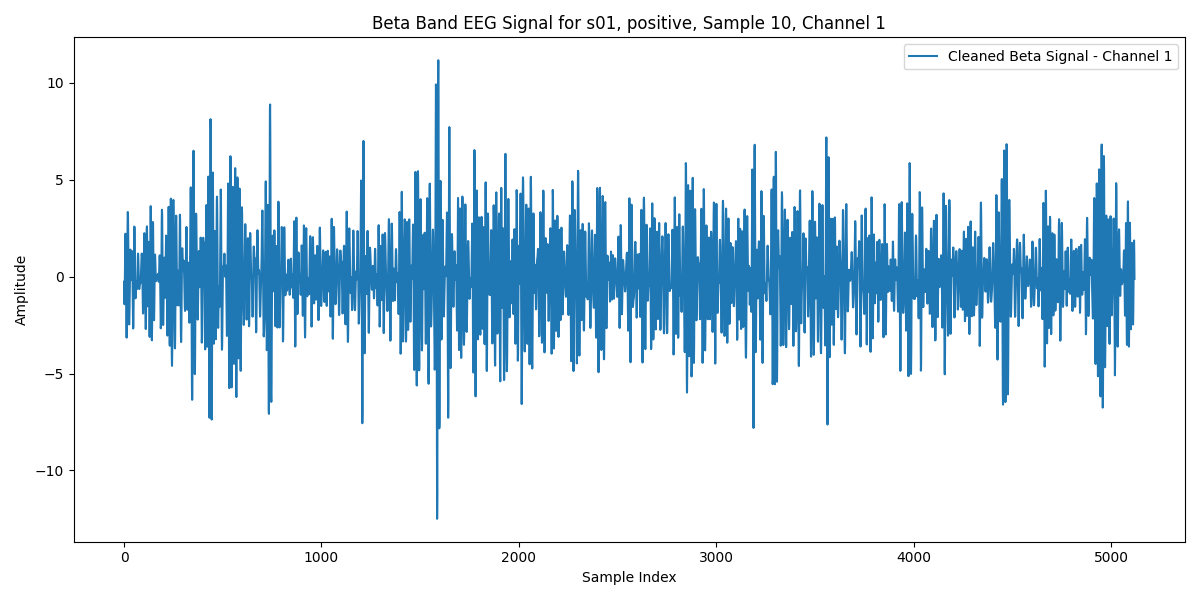 Beta Band EEG Signal for s01, positive, Sample 10, Channel 1
Cleaned Beta Signal - Channel 1
Amplitude
10
5
0
−5
−10
0
1000
2000
3000
4000
5000
Sample Index